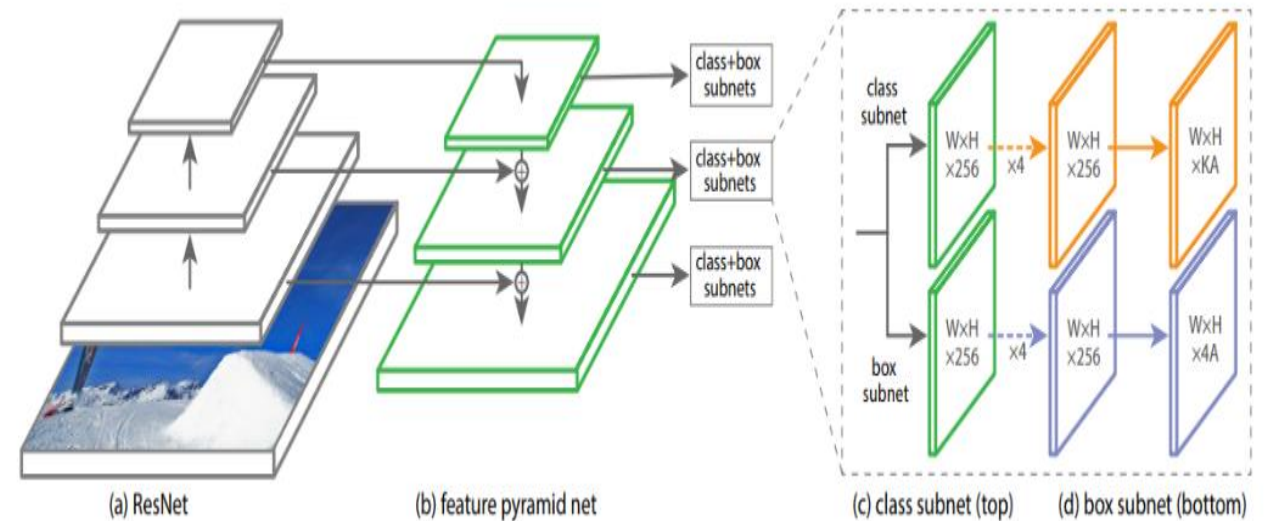 class+box
subnets
class+box
subnets
class+box
subnets
class
subnet
W×H
×256
×4
W×H
×256
W×H
×KA
box
subnet
W×H
×256
×4
W×H
×256
W×H
×4A
(a) ResNet
(b) feature pyramid net
(c) class subnet (top)
(d) box subnet (bottom)